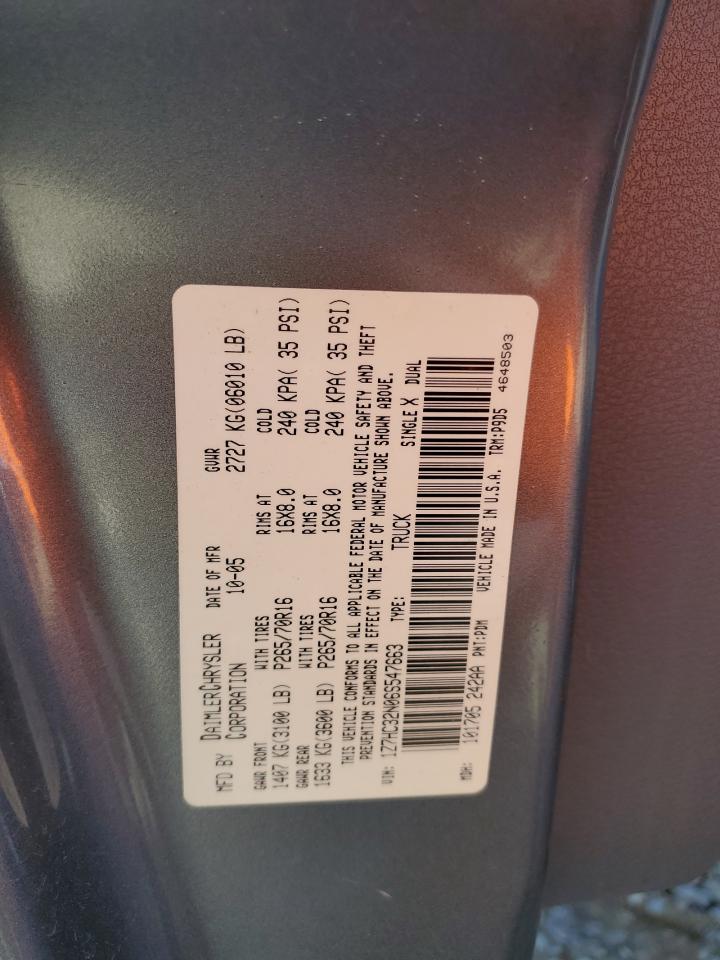 MFD BY DAIMLERCHRYSLER CORPORATION
DATE OF MFR 10-05
GVWR 2727 KG(06010 LB)
GAWR FRONT WITH TIRES RIMS AT COLD
1407 KG(3100 LB) P265/70R16 16X8.0 240 KPA( 35 PSI)
GAWR REAR WITH TIRES RIMS AT COLD
1633 KG(3600 LB) P265/70R16 16X8.0 240 KPA( 35 PSI)
THIS VEHICLE CONFORMS TO ALL APPLICABLE FEDERAL MOTOR VEHICLE SAFETY AND THEFT
PREVENTION STANDARDS IN EFFECT ON THE DATE OF MANUFACTURE SHOWN ABOVE.
VIN: 1Z7HC32N06S547663 TYPE: TRUCK SINGLE X DUAL
MDH: 101705 242AA PNT:PDM VEHICLE MADE IN U.S.A. TRM:P9D5
4648503